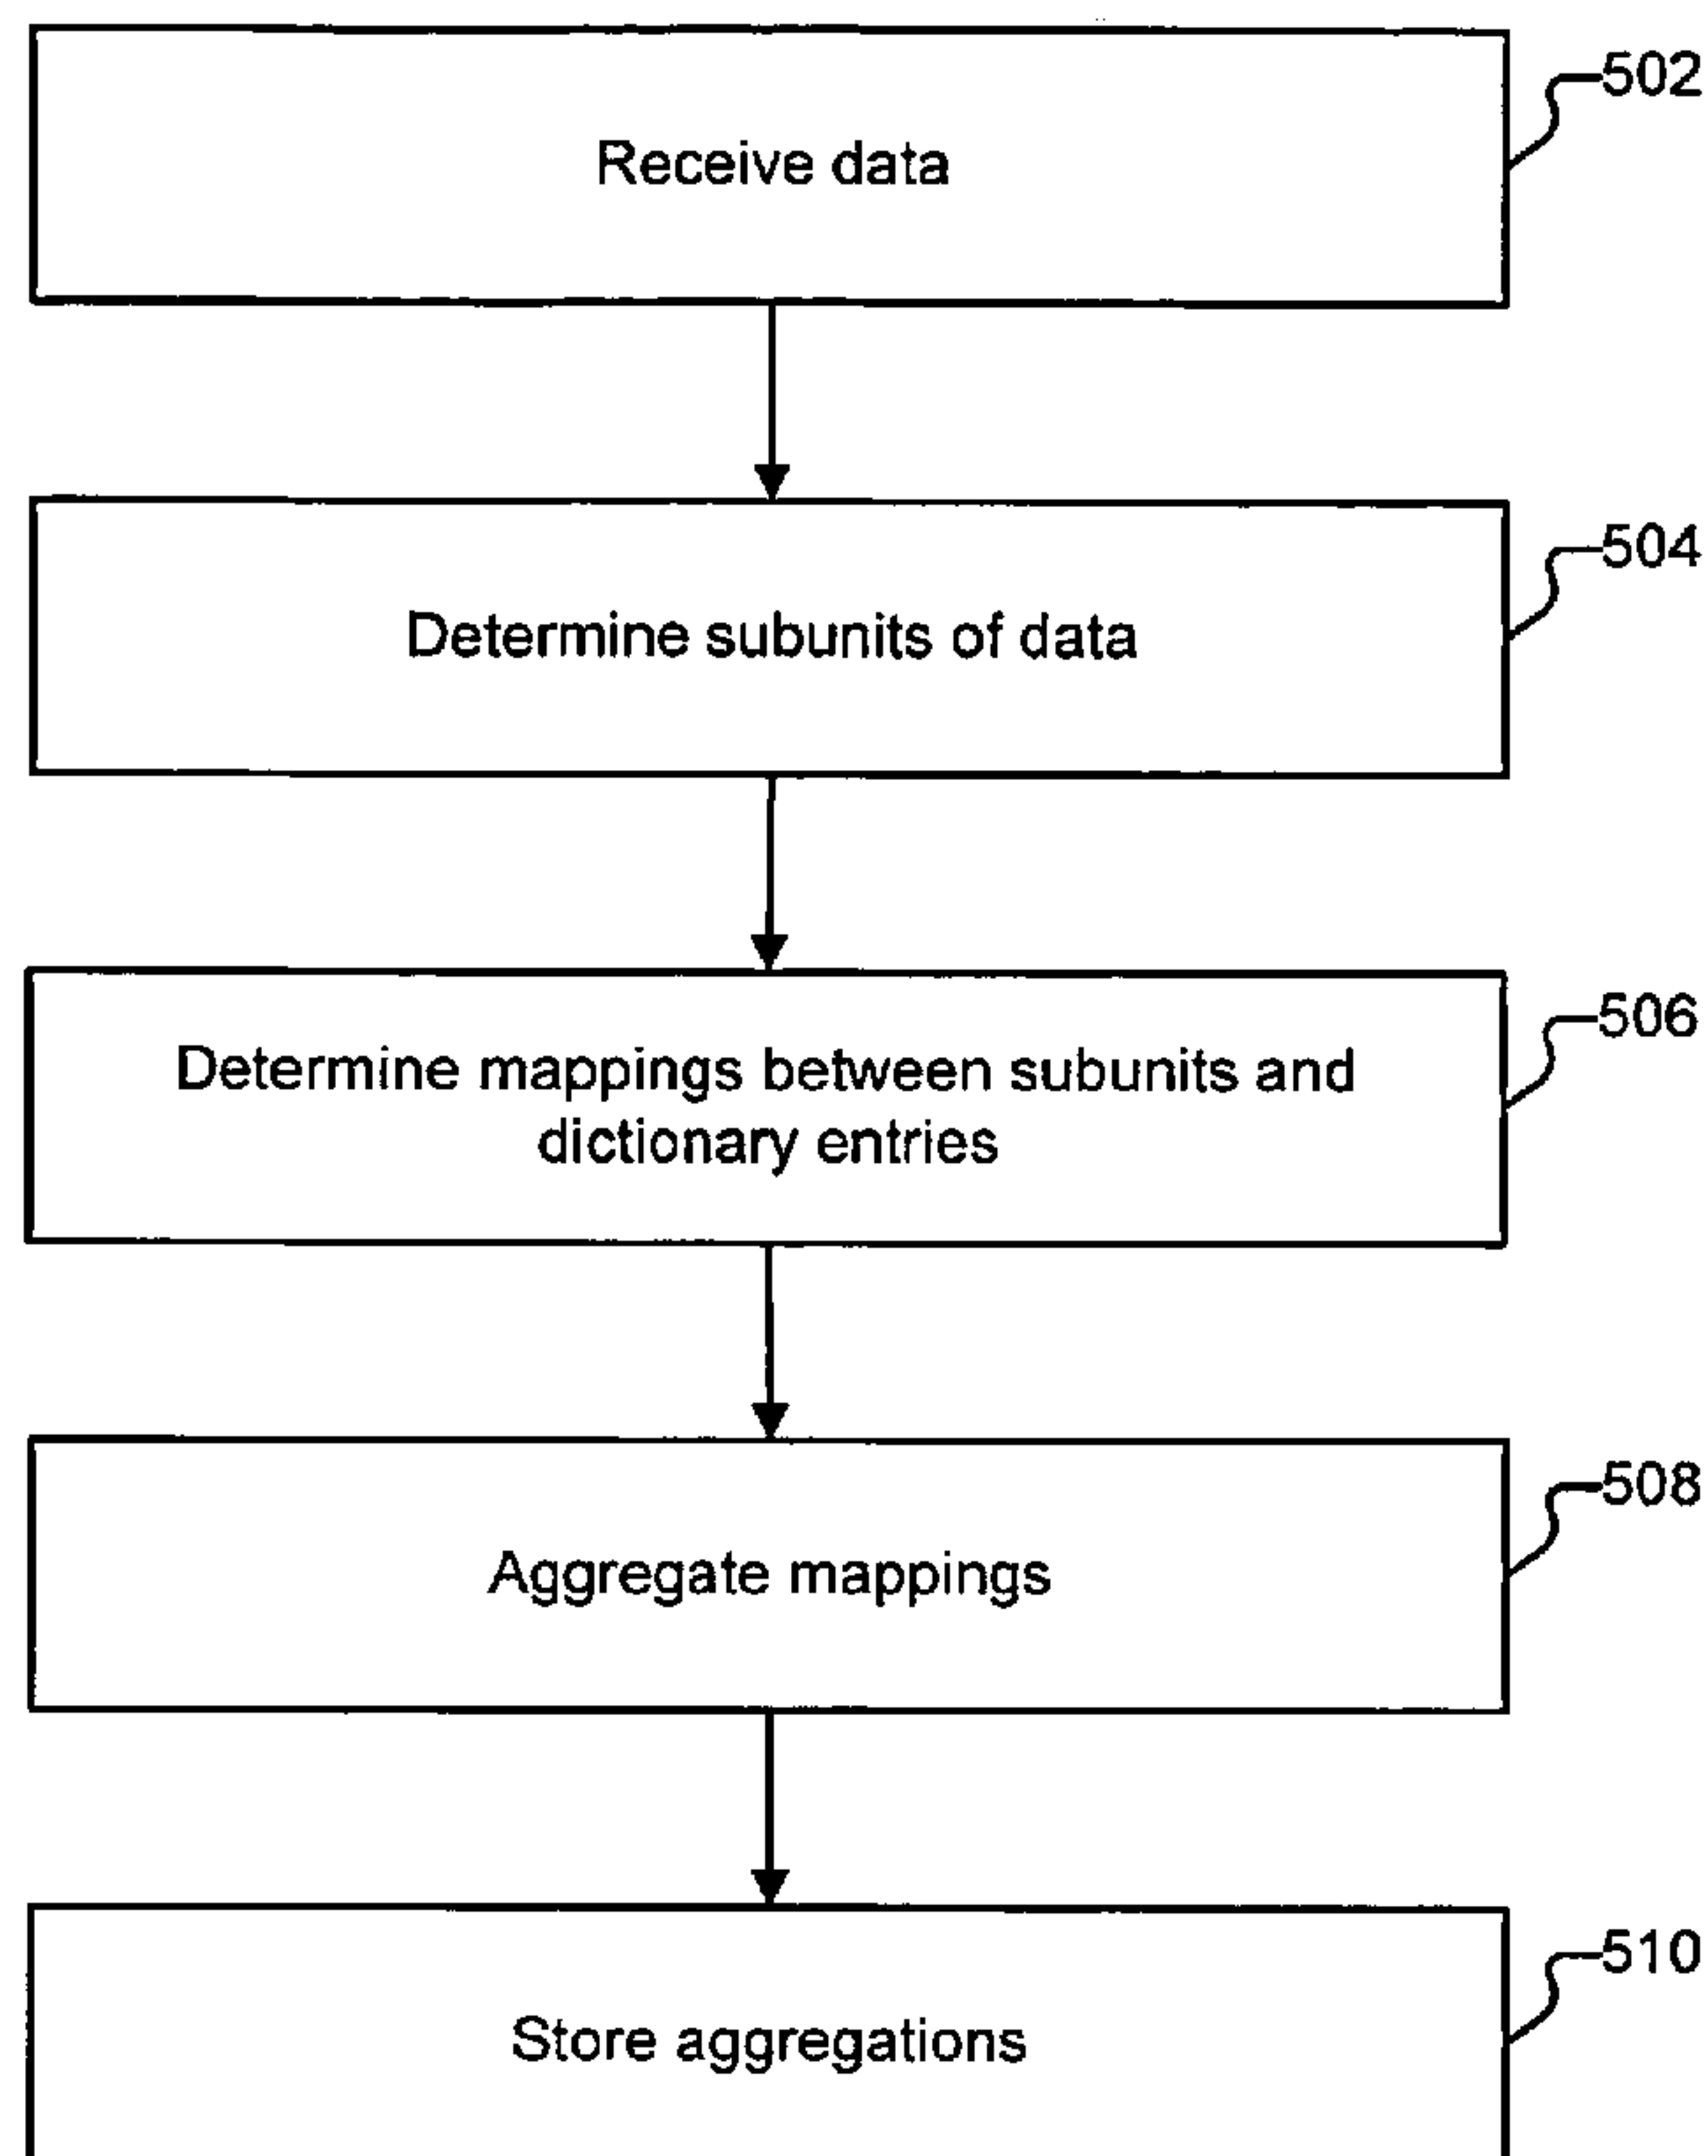 502
Receive data
504
Determine subunits of data
506
Determine mappings between subunits and
dictionary entries
508
Aggregate mappings
510
Store aggregations